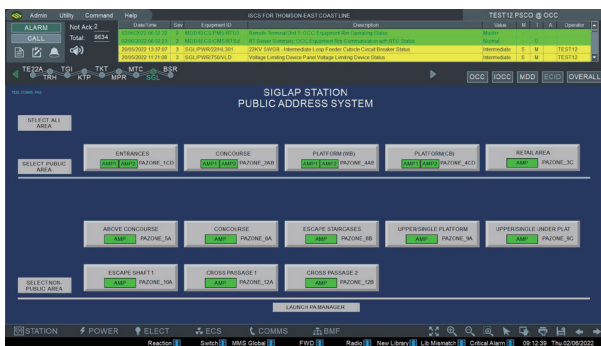 Admin Utility Command Help ISCS FOR THOMSON-EAST COAST LINE TEST12 PSCO @ OCC
ALARM Not Ack 2
CALL Total: 8834
Date/Time Sev Equipment ID Description Value M T A Operator
20/05/2022 13:37:07 3 SGL/PWR/22/HL301 22KV SWGR - Intermediate Loop Feeder Cubicle Circuit Breaker Status Intermediate S M TEST12
20/05/2022 11:21:08 3 SGL/PWR/750/VLD Voltage Limiting Device Panel Voltage Limiting Device Status Intermediate S M TEST12
TE22A TGI TKT MTC BSR
TRH KTP MPR SGL
OCC IOCC MDD ECID OVERALL
SIGLAP STATION
PUBLIC ADDRESS SYSTEM
SELECT ALL AREA
SELECT PUBLIC AREA
ENTRANCES CONCOURSE PLATFORM (WB) PLATFORM(CB) RETAIL AREA
AMP1 AMP2 PAZONE_1CD AMP1 AMP2 PAZONE_2AB AMP1 AMP2 PAZONE_4AB AMP1 AMP2 PAZONE_4CD AMP PAZONE_3C
ABOVE CONCOURSE CONCOURSE ESCAPE STAIRCASES UPPER/SINGLE PLATFORM UPPER/SINGLE UNDER PLAT
AMP PAZONE_5A AMP PAZONE_6A AMP PAZONE_8B AMP PAZONE_9A AMP PAZONE_9C
SELECT NON-PUBLIC AREA
ESCAPE SHAFT 1 CROSS PASSAGE 1 CROSS PASSAGE 2
AMP PAZONE_10A AMP PAZONE_12A AMP PAZONE_12B
LAUNCH PA MANAGER
STATION POWER ELECT ECS COMMS BMF
Reaction Switch MMS Global FWD Radio New Library Lib Mismatch Critical Alarm 09:12:39 Thu 02/06/2022